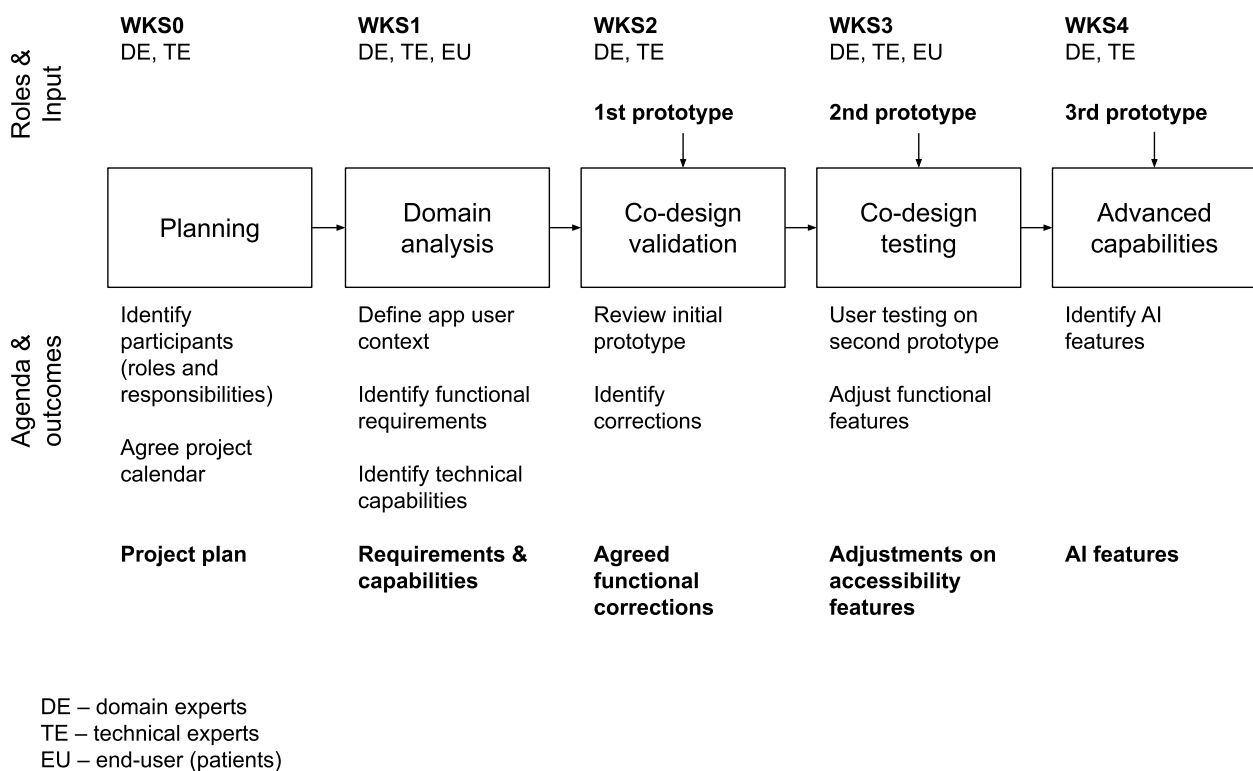 Roles &
Input
WKS0
DE, TE
WKS1
DE, TE, EU
WKS2
DE, TE
WKS3
DE, TE, EU
WKS4
DE, TE
1st prototype
2nd prototype
3rd prototype
Planning
Domain
analysis
Co-design
validation
Co-design
testing
Advanced
capabilities
Agenda &
outcomes
Identify
participants
(roles and
responsibilities)
Agree project
calendar
Define app user
context
Identify functional
requirements
Identify technical
capabilities
Review initial
prototype
Identify
corrections
User testing on
second prototype
Adjust functional
features
Identify AI
features
Project plan
Requirements &
capabilities
Agreed
functional
corrections
Adjustments on
accessibility
features
AI features
DE – domain experts
TE – technical experts
EU – end-user (patients)